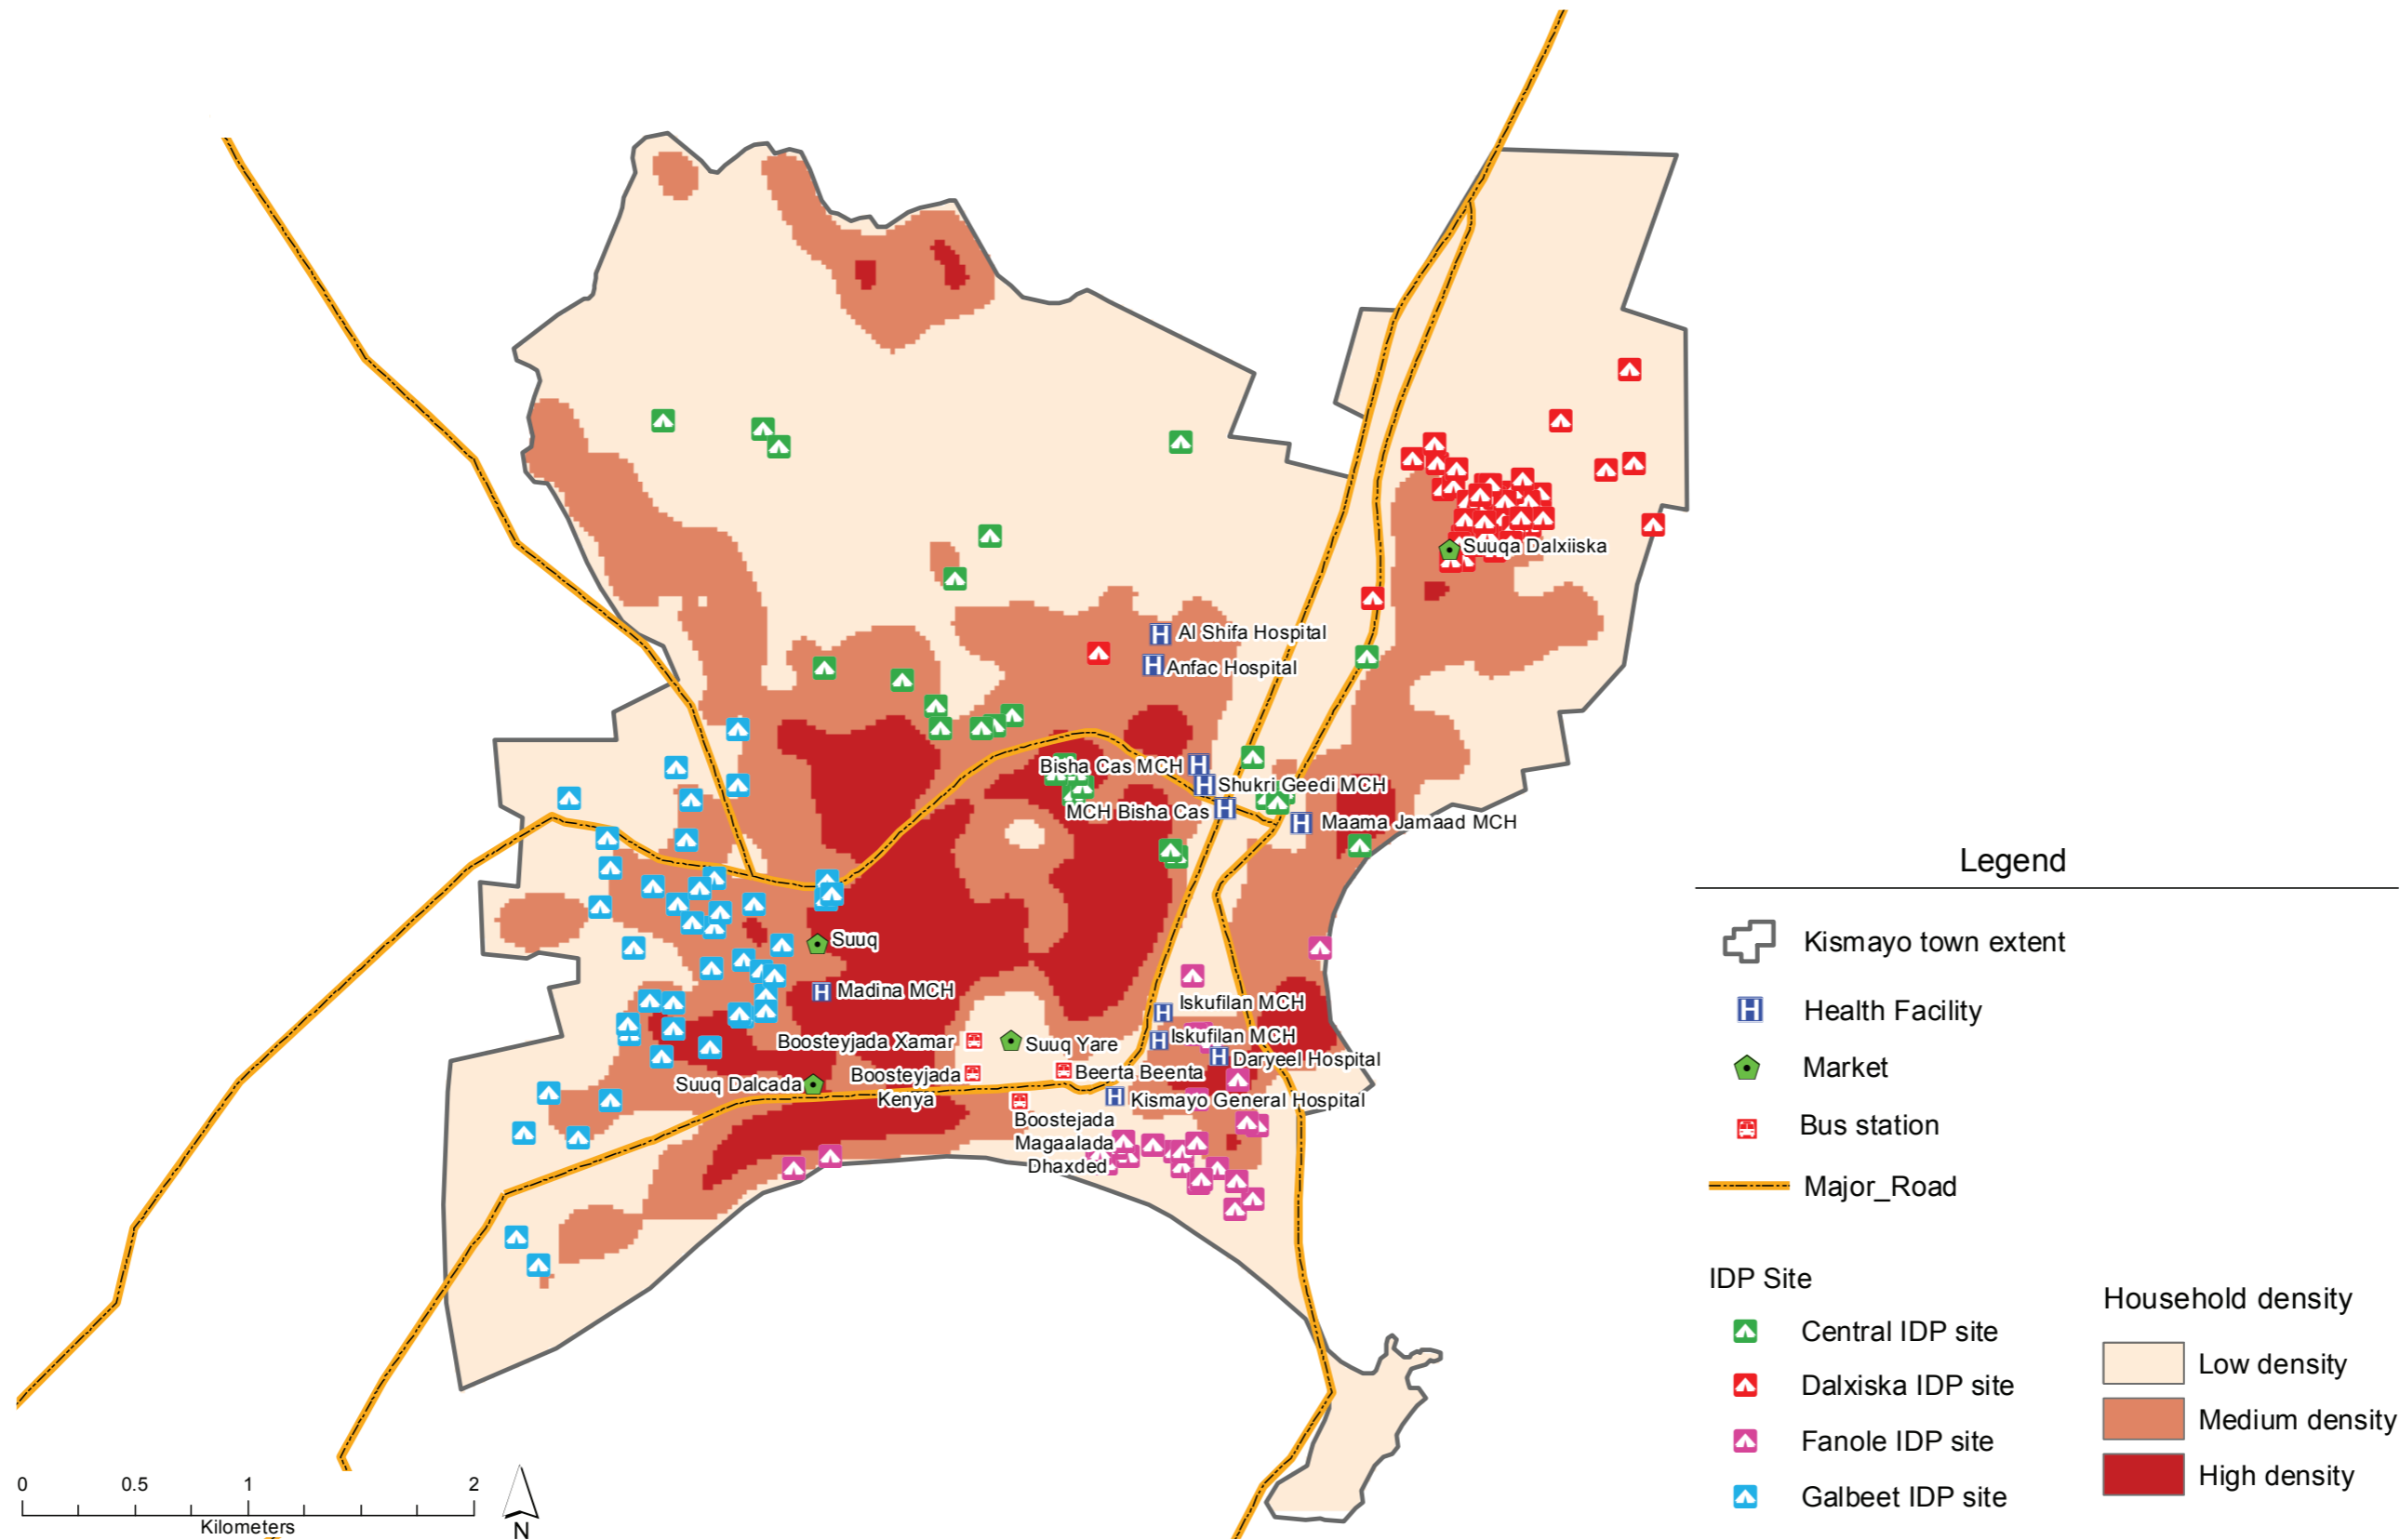 Al Shifa Hospital
Anfac Hospital
Suuqa Dalxiiska
Bisha Cas MCH
Shukri Geedi MCH
MCH Bisha Cas
Maama Jamaad MCH
Suuq
Madina MCH
Iskufilan MCH
Iskufilan MCH
Boosteyjada Xamar
Suuq Yare
Daryeel Hospital
Boosteyjada
Kenya
Beerta Beenta
Suuq Dalcada
Kismayo General Hospital
Boostejada
Magaalada
Dhaxded
Legend
Kismayo town extent
Health Facility
Market
Bus station
Major_Road
IDP Site
Central IDP site
Dalxiska IDP site
Fanole IDP site
Galbeet IDP site
Household density
Low density
Medium density
High density
0 0.5 1 2
Kilometers
N